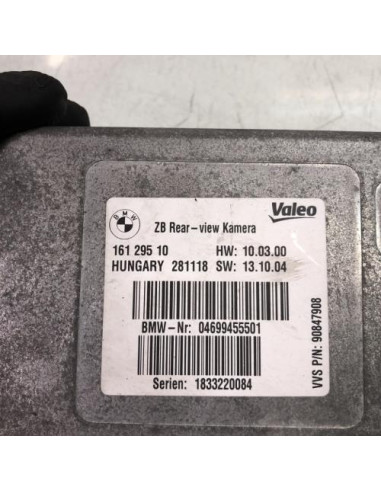 BMW
ZB Rear-view Kamera
Valeo
161 295 10 HW: 10.03.00
HUNGARY 281118 SW: 13.10.04
BMW-Nr: 04699455501
Serien: 1833220084
VVS P/N: 90847908